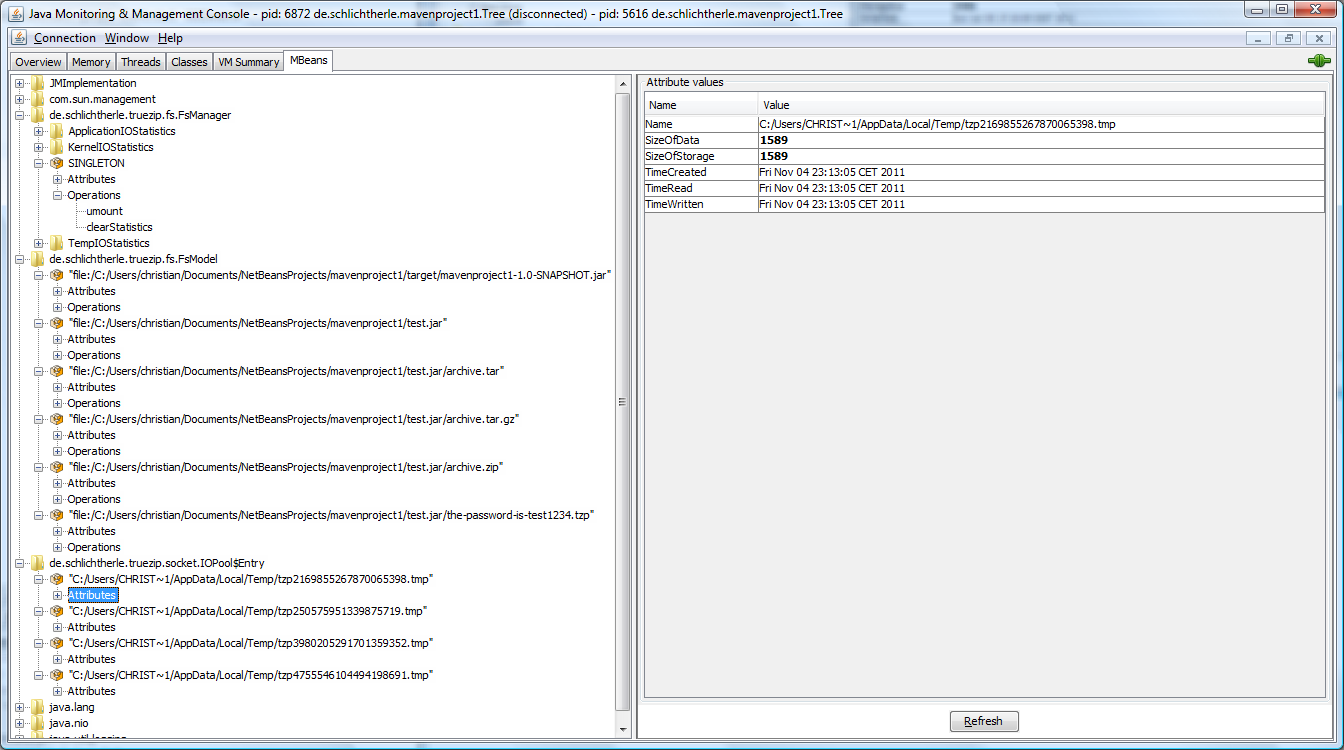 Java Monitoring & Management Console - pid: 6872 de.schlichtherle.mavenproject1.Tree (disconnected) - pid: 5616 de.schlichtherle.mavenproject1.Tree
Connection Window Help
Overview Memory Threads Classes VM Summary MBeans
JMImplementation
com.sun.management
de.schlichtherle.truezip.fs.FsManager
ApplicationIOStatistics
KernelIOStatistics
SINGLETON
Attributes
Operations
umount
clearStatistics
TempIOStatistics
de.schlichtherle.truezip.fs.FsModel
"file:/C:/Users/christian/Documents/NetBeansProjects/mavenproject1/target/mavenproject1-1.0-SNAPSHOT.jar"
Attributes
Operations
"file:/C:/Users/christian/Documents/NetBeansProjects/mavenproject1/test.jar"
Attributes
Operations
"file:/C:/Users/christian/Documents/NetBeansProjects/mavenproject1/test.jar/archive.tar"
Attributes
Operations
"file:/C:/Users/christian/Documents/NetBeansProjects/mavenproject1/test.jar/archive.tar.gz"
Attributes
Operations
"file:/C:/Users/christian/Documents/NetBeansProjects/mavenproject1/test.jar/archive.zip"
Attributes
Operations
"file:/C:/Users/christian/Documents/NetBeansProjects/mavenproject1/test.jar/the-password-is-test1234.tzp"
Attributes
Operations
de.schlichtherle.truezip.socket.IOPool$Entry
"C:/Users/CHRIST~1/AppData/Local/Temp/tzp2169855267870065398.tmp"
Attributes
"C:/Users/CHRIST~1/AppData/Local/Temp/tzp250575951339875719.tmp"
Attributes
"C:/Users/CHRIST~1/AppData/Local/Temp/tzp3980205291701359352.tmp"
Attributes
"C:/Users/CHRIST~1/AppData/Local/Temp/tzp4755546104494198691.tmp"
Attributes
java.lang
java.nio
java.util.logging
Attribute values
Name Value
Name C:/Users/CHRIST~1/AppData/Local/Temp/tzp2169855267870065398.tmp
SizeOfData 1589
SizeOfStorage 1589
TimeCreated Fri Nov 04 23:13:05 CET 2011
TimeRead Fri Nov 04 23:13:05 CET 2011
TimeWritten Fri Nov 04 23:13:05 CET 2011
Refresh